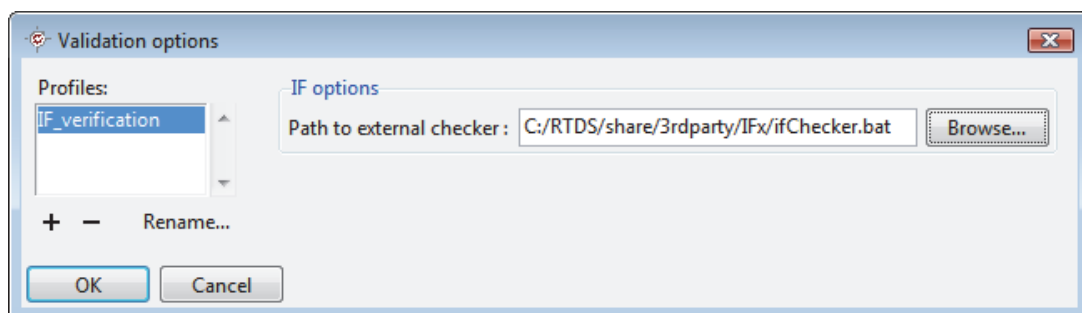 Validation options
Profiles:
IF_verification
IF options
Path to external checker : C:/RTDS/share/3rdparty/IFx/ifChecker.bat Browse...
+ − Rename...
OK Cancel